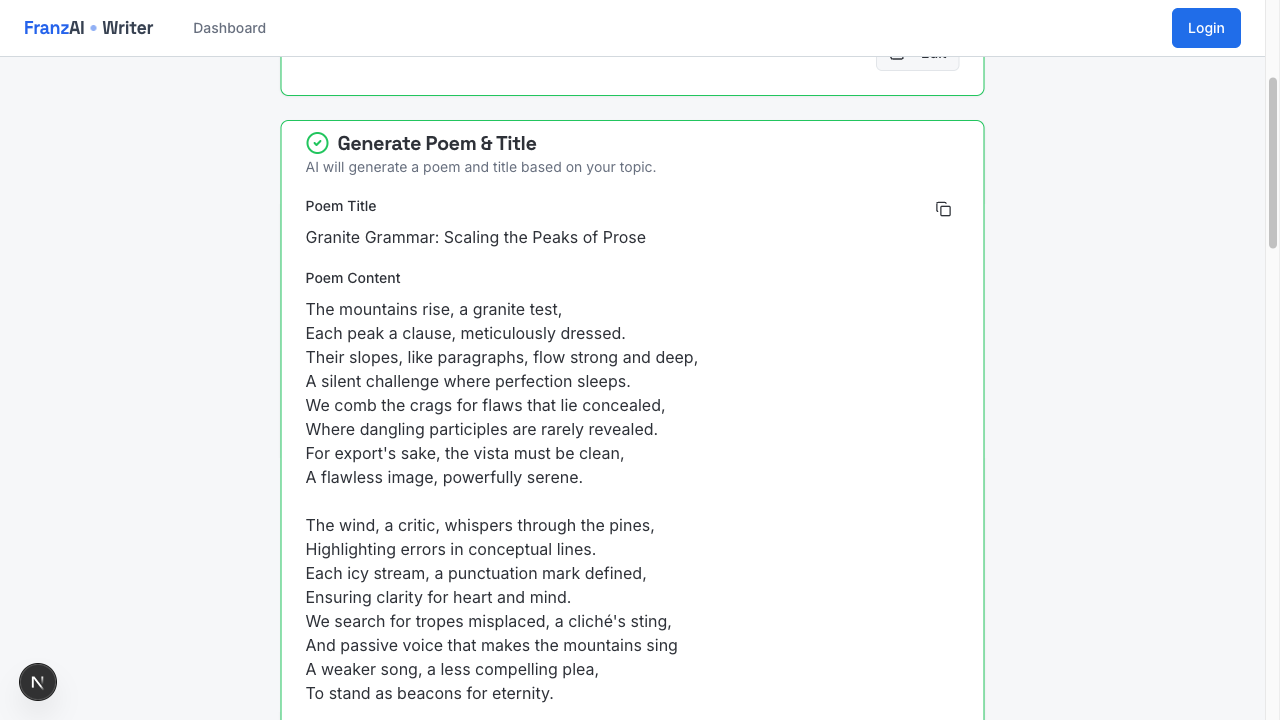 FranzAI • Writer
Dashboard
Login
Edit
Generate Poem & Title
AI will generate a poem and title based on your topic.
Poem Title
Granite Grammar: Scaling the Peaks of Prose
Poem Content
The mountains rise, a granite test,
Each peak a clause, meticulously dressed.
Their slopes, like paragraphs, flow strong and deep,
A silent challenge where perfection sleeps.
We comb the crags for flaws that lie concealed,
Where dangling participles are rarely revealed.
For export's sake, the vista must be clean,
A flawless image, powerfully serene.
The wind, a critic, whispers through the pines,
Highlighting errors in conceptual lines.
Each icy stream, a punctuation mark defined,
Ensuring clarity for heart and mind.
We search for tropes misplaced, a cliché's sting,
And passive voice that makes the mountains sing
A weaker song, a less compelling plea,
To stand as beacons for eternity.
N